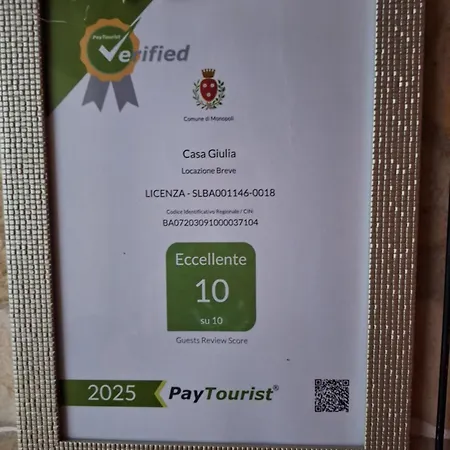 PayTourist
Verified
Comune di Monopoli
Casa Giulia
Locazione Breve
LICENZA - SLBA001146-0018
Codice Identificativo Regionale / CIN
BA07203091000037104
Eccellente
10
su 10
Guests Review Score
2025
PayTourist®